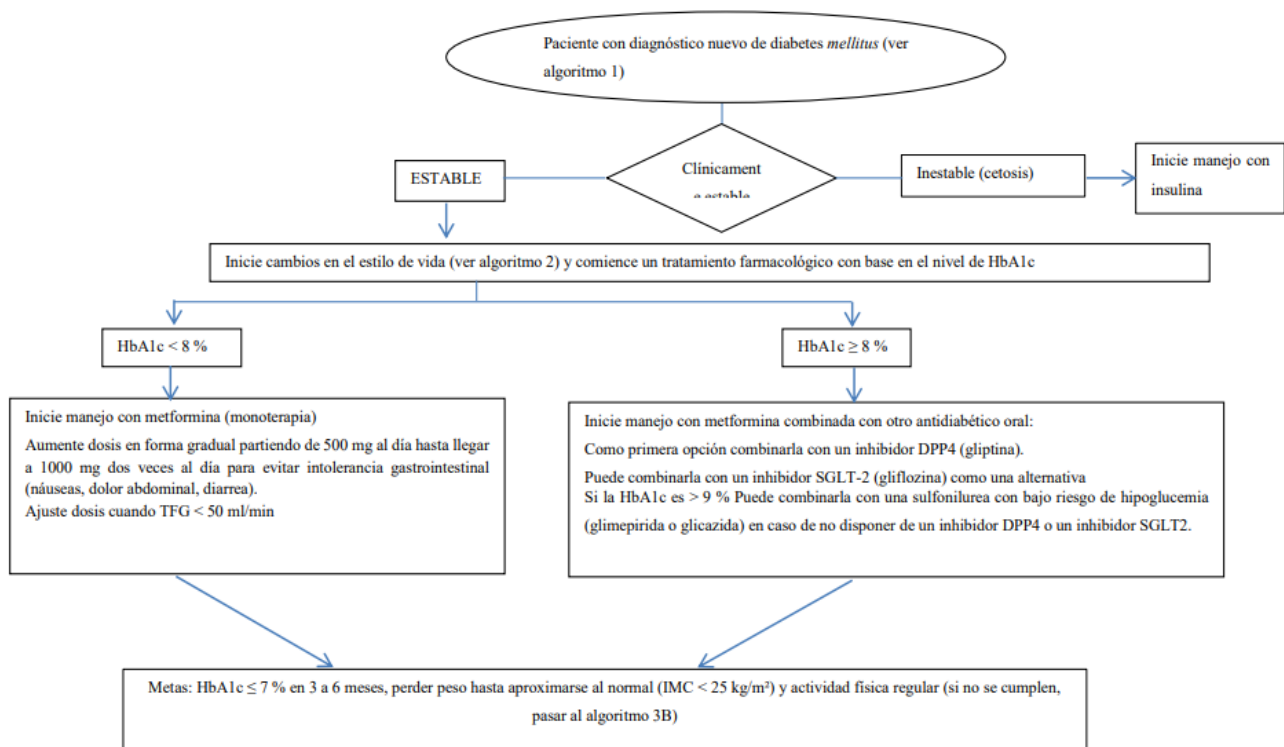 Paciente con diagnóstico nuevo de diabetes mellitus (ver
algoritmo 1)
Clínicament
ESTABLE
Inestable (cetosis)
Inicie manejo con
insulina
Inicie cambios en el estilo de vida (ver algoritmo 2) y comience un tratamiento farmacológico con base en el nivel de HbA1c
HbA1c < 8 %
HbA1c ≥ 8 %
Inicie manejo con metformina (monoterapia)
Aumente dosis en forma gradual partiendo de 500 mg al día hasta llegar
a 1000 mg dos veces al día para evitar intolerancia gastrointestinal
(náuseas, dolor abdominal, diarrea).
Ajuste dosis cuando TFG < 50 ml/min
Inicie manejo con metformina combinada con otro antidiabético oral:
Como primera opción combinarla con un inhibidor DPP4 (gliptina).
Puede combinarla con un inhibidor SGLT-2 (gliflozina) como una alternativa
Si la HbA1c es > 9 % Puede combinarla con una sulfonilurea con bajo riesgo de hipoglucemia
(glimepirida o glicazida) en caso de no disponer de un inhibidor DPP4 o un inhibidor SGLT2.
Metas: HbA1c ≤ 7 % en 3 a 6 meses, perder peso hasta aproximarse al normal (IMC < 25 kg/m²) y actividad física regular (si no se cumplen,
pasar al algoritmo 3B)